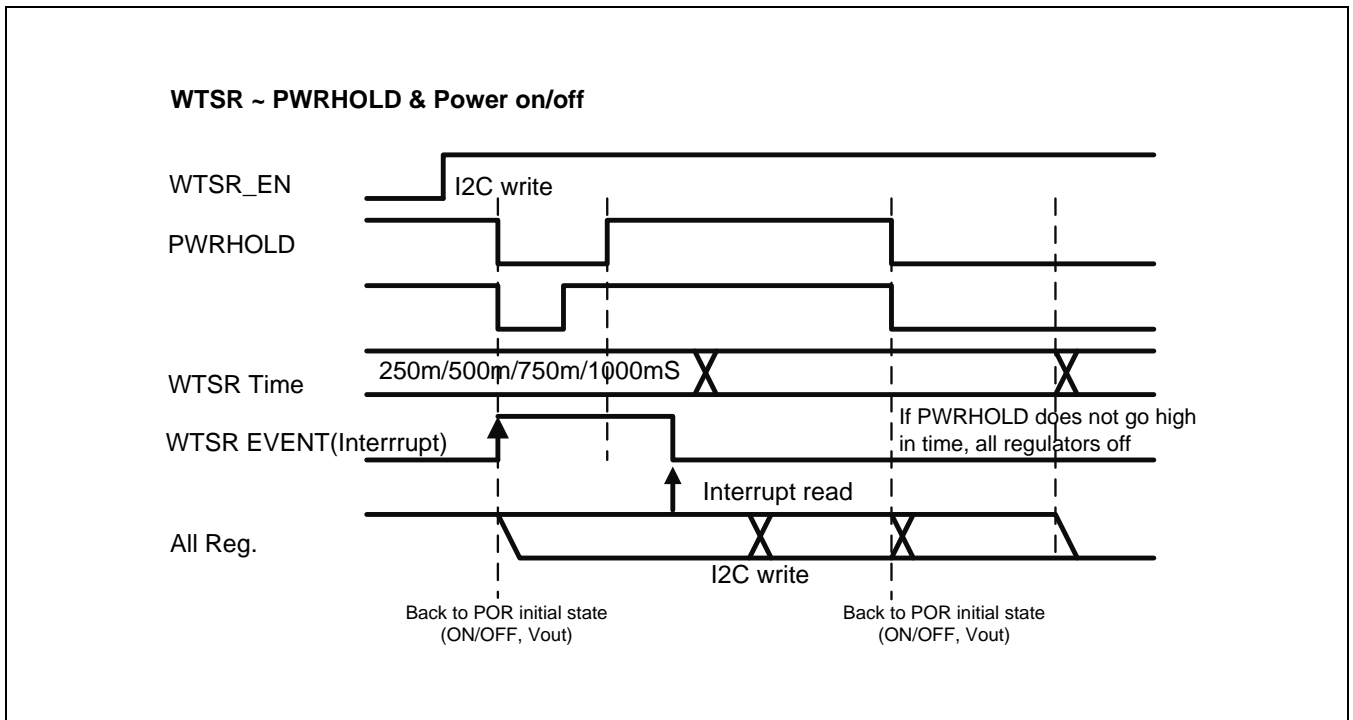 WTSR ~ PWRHOLD & Power on/off
WTSR_EN
I2C write
PWRHOLD
WTSR Time
250m/500m/750m/1000mS
WTSR EVENT(Interrrupt)
If PWRHOLD does not go high
in time, all regulators off
Interrupt read
All Reg.
I2C write
Back to POR initial state
(ON/OFF, Vout)
Back to POR initial state
(ON/OFF, Vout)